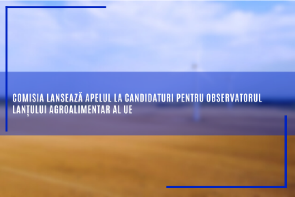 COMISIA LANSEAZĂ APELUL LA CANDIDATURI PENTRU OBSERVATORUL
LANȚULUI AGROALIMENTAR AL UE